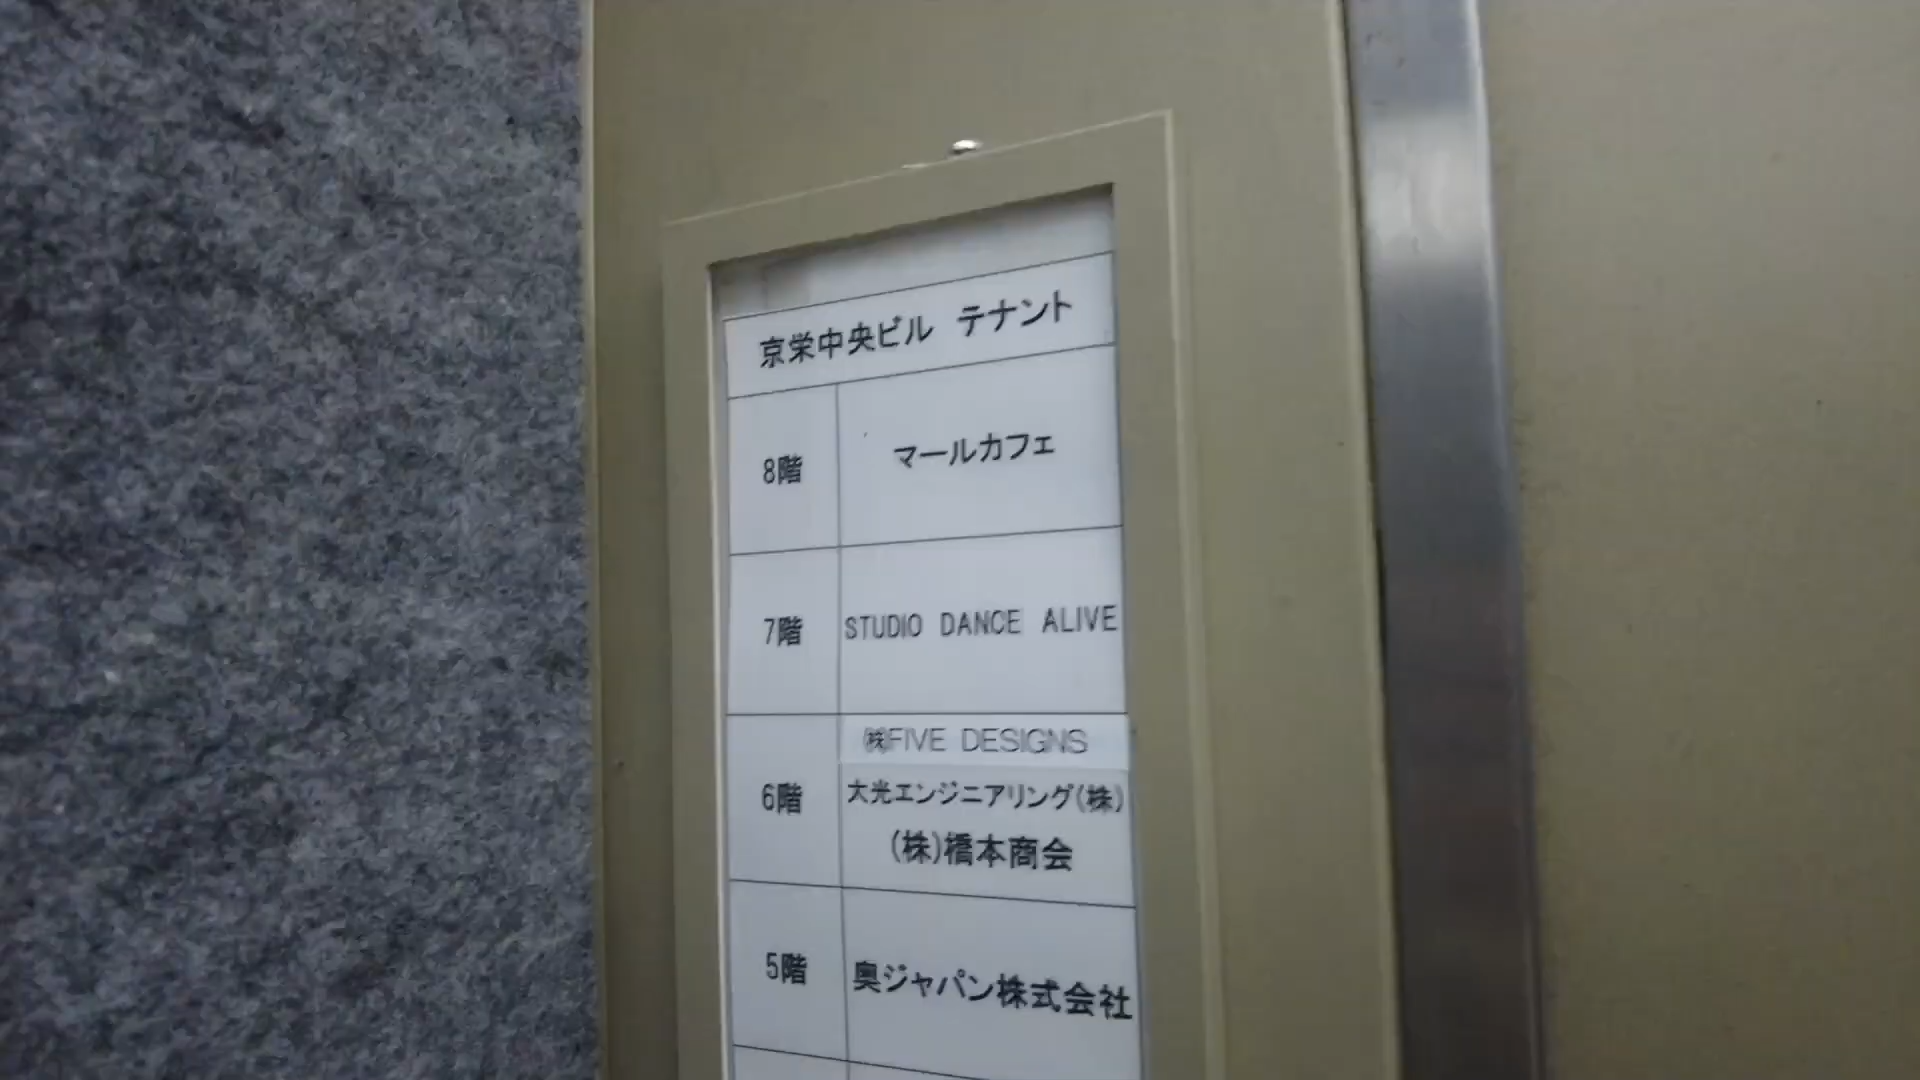 京栄中央ビル テナント
8階 マールカフェ
7階 STUDIO DANCE ALIVE
6階 ㈱FIVE DESIGNS
大光エンジニアリング(株)
(株)橋本商会
5階 奥ジャパン株式会社